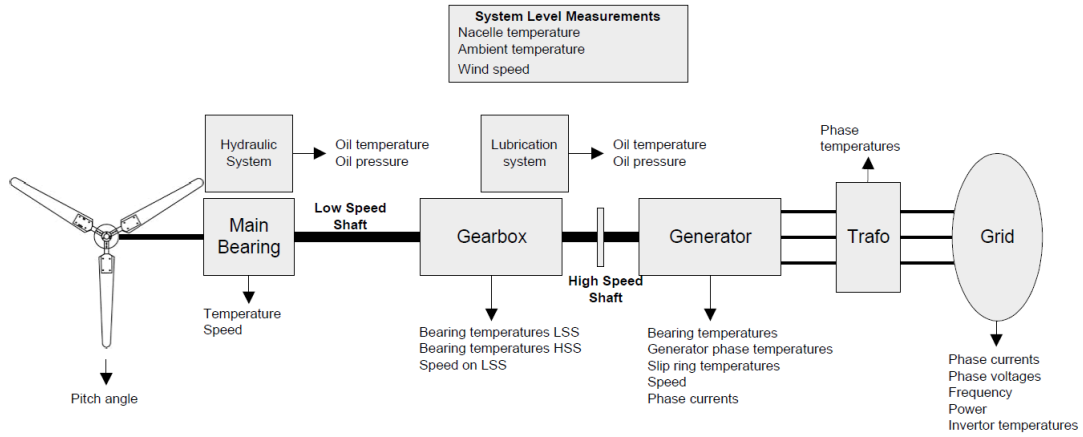 System Level Measurements
Nacelle temperature
Ambient temperature
Wind speed
Hydraulic
System
Oil temperature
Oil pressure
Lubrication
system
Oil temperature
Oil pressure
Phase
temperatures
Main
Bearing
Low Speed
Shaft
Gearbox
High Speed
Shaft
Generator
Trafo
Grid
Temperature
Speed
Pitch angle
Bearing temperatures LSS
Bearing temperatures HSS
Speed on LSS
Bearing temperatures
Generator phase temperatures
Slip ring temperatures
Speed
Phase currents
Phase currents
Phase voltages
Frequency
Power
Invertor temperatures